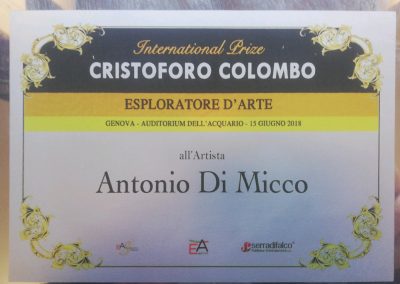 International Prize
CRISTOFORO COLOMBO
ESPLORATORE D'ARTE
GENOVA - AUDITORIUM DELL'ACQUARIO - 15 GIUGNO 2018
all'Artista
Antonio Di Micco
EA
serradifalco